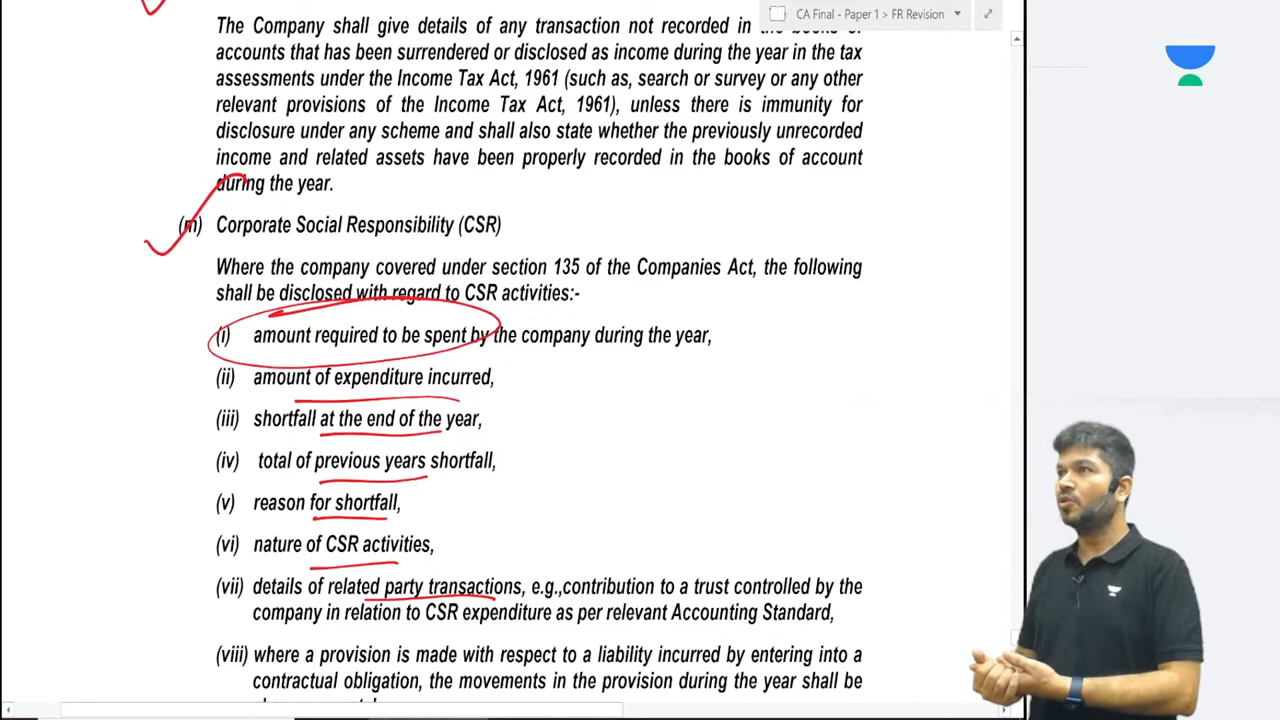 CA Final - Paper 1 > FR Revision
The Company shall give details of any transaction not recorded in the books of
accounts that has been surrendered or disclosed as income during the year in the tax
assessments under the Income Tax Act, 1961 (such as, search or survey or any other
relevant provisions of the Income Tax Act, 1961), unless there is immunity for
disclosure under any scheme and shall also state whether the previously unrecorded
income and related assets have been properly recorded in the books of account
during the year.
(m) Corporate Social Responsibility (CSR)
Where the company covered under section 135 of the Companies Act, the following
shall be disclosed with regard to CSR activities:-
(i) amount required to be spent by the company during the year,
(ii) amount of expenditure incurred,
(iii) shortfall at the end of the year,
(iv) total of previous years shortfall,
(v) reason for shortfall,
(vi) nature of CSR activities,
(vii) details of related party transactions, e.g.,contribution to a trust controlled by the
company in relation to CSR expenditure as per relevant Accounting Standard,
(viii) where a provision is made with respect to a liability incurred by entering into a
contractual obligation, the movements in the provision during the year shall be